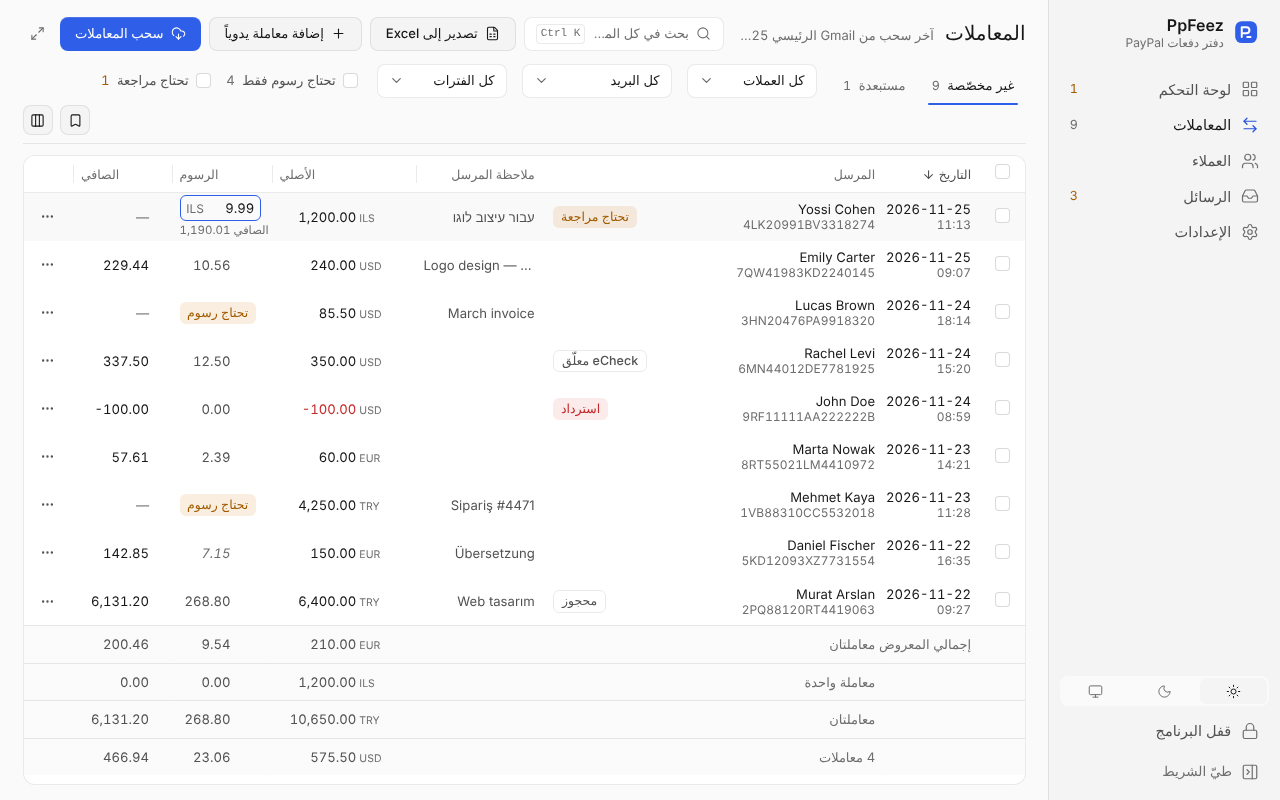 PpFeez
دفتر دفعات PayPal
لوحة التحكم 1
المعاملات 9
العملاء
الرسائل 3
الإعدادات
قفل البرنامج
طيّ الشريط
المعاملات
آخر سحب من Gmail الرئيسي 25...
بحث في كل المـ... Ctrl K
تصدير إلى Excel
إضافة معاملة يدوياً
سحب المعاملات
غير مخصّصة 9
مستبعدة 1
كل العملات
كل البريد
كل الفترات
تحتاج رسوم فقط 4
تحتاج مراجعة 1
التاريخ المرسل ملاحظة المرسل الأصلي الرسوم الصافي
2026-11-25 Yossi Cohen تحتاج مراجعة עבור עיצוב לוגו 1,200.00 ILS 9.99 ILS —
11:13 4LK20991BV3318274 الصافي 1,190.01
2026-11-25 Emily Carter Logo design — ... 240.00 USD 10.56 229.44
09:07 7QW41983KD2240145
2026-11-24 Lucas Brown March invoice 85.50 USD تحتاج رسوم —
18:14 3HN20476PA9918320
2026-11-24 Rachel Levi eCheck معلّق 350.00 USD 12.50 337.50
15:20 6MN44012DE7781925
2026-11-24 John Doe استرداد -100.00 USD 0.00 -100.00
08:59 9RF11111AA222222B
2026-11-23 Marta Nowak 60.00 EUR 2.39 57.61
14:21 8RT55021LM4410972
2026-11-23 Mehmet Kaya Sipariş #4471 4,250.00 TRY تحتاج رسوم —
11:28 1VB88310CC5532018
2026-11-22 Daniel Fischer Übersetzung 150.00 EUR 7.15 142.85
16:35 5KD12093XZ7731554
2026-11-22 Murat Arslan محجوز Web tasarım 6,400.00 TRY 268.80 6,131.20
09:27 2PQ88120RT4419063
إجمالي المعروض معاملتان 210.00 EUR 9.54 200.46
معاملة واحدة 1,200.00 ILS 0.00 0.00
معاملتان 10,650.00 TRY 268.80 6,131.20
4 معاملات 575.50 USD 23.06 466.94